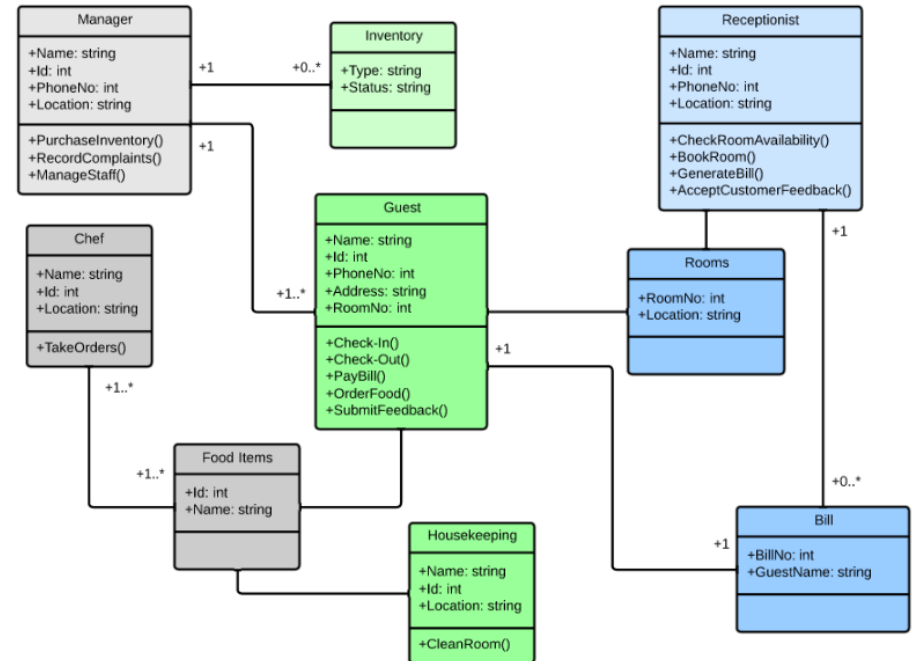 Manager
+Name: string
+Id: int
+PhoneNo: int
+Location: string
+PurchaseInventory()
+RecordComplaints()
+ManageStaff()
+1
+0..*
+1
Inventory
+Type: string
+Status: string
Receptionist
+Name: string
+Id: int
+PhoneNo: int
+Location: string
+CheckRoomAvailability()
+BookRoom()
+GenerateBill()
+AcceptCustomerFeedback()
+1
Chef
+Name: string
+Id: int
+Location: string
+TakeOrders()
+1..*
Guest
+Name: string
+Id: int
+PhoneNo: int
+Address: string
+RoomNo: int
+Check-In()
+Check-Out()
+PayBill()
+OrderFood()
+SubmitFeedback()
+1..*
+1
Rooms
+RoomNo: int
+Location: string
Food Items
+Id: int
+Name: string
+1..*
Housekeeping
+Name: string
+Id: int
+Location: string
+CleanRoom()
+0..*
+1
Bill
+BillNo: int
+GuestName: string